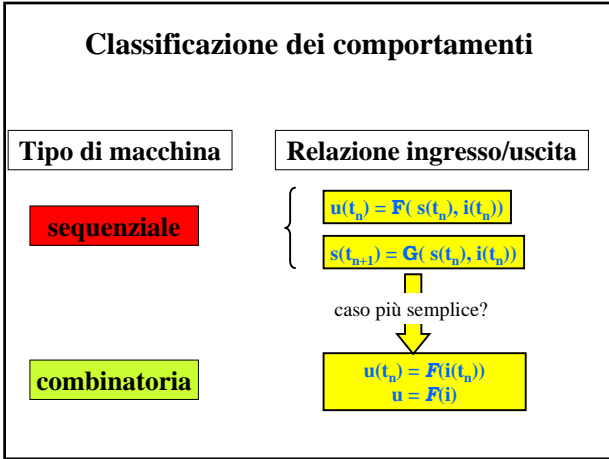 Classificazione dei comportamenti
Tipo di macchina Relazione ingresso/uscita
sequenziale
u(tn) = F( s(tn), i(tn))
s(tn+1) = G( s(tn), i(tn))
caso più semplice?
combinatoria
u(tn) = F(i(tn))
u = F(i)